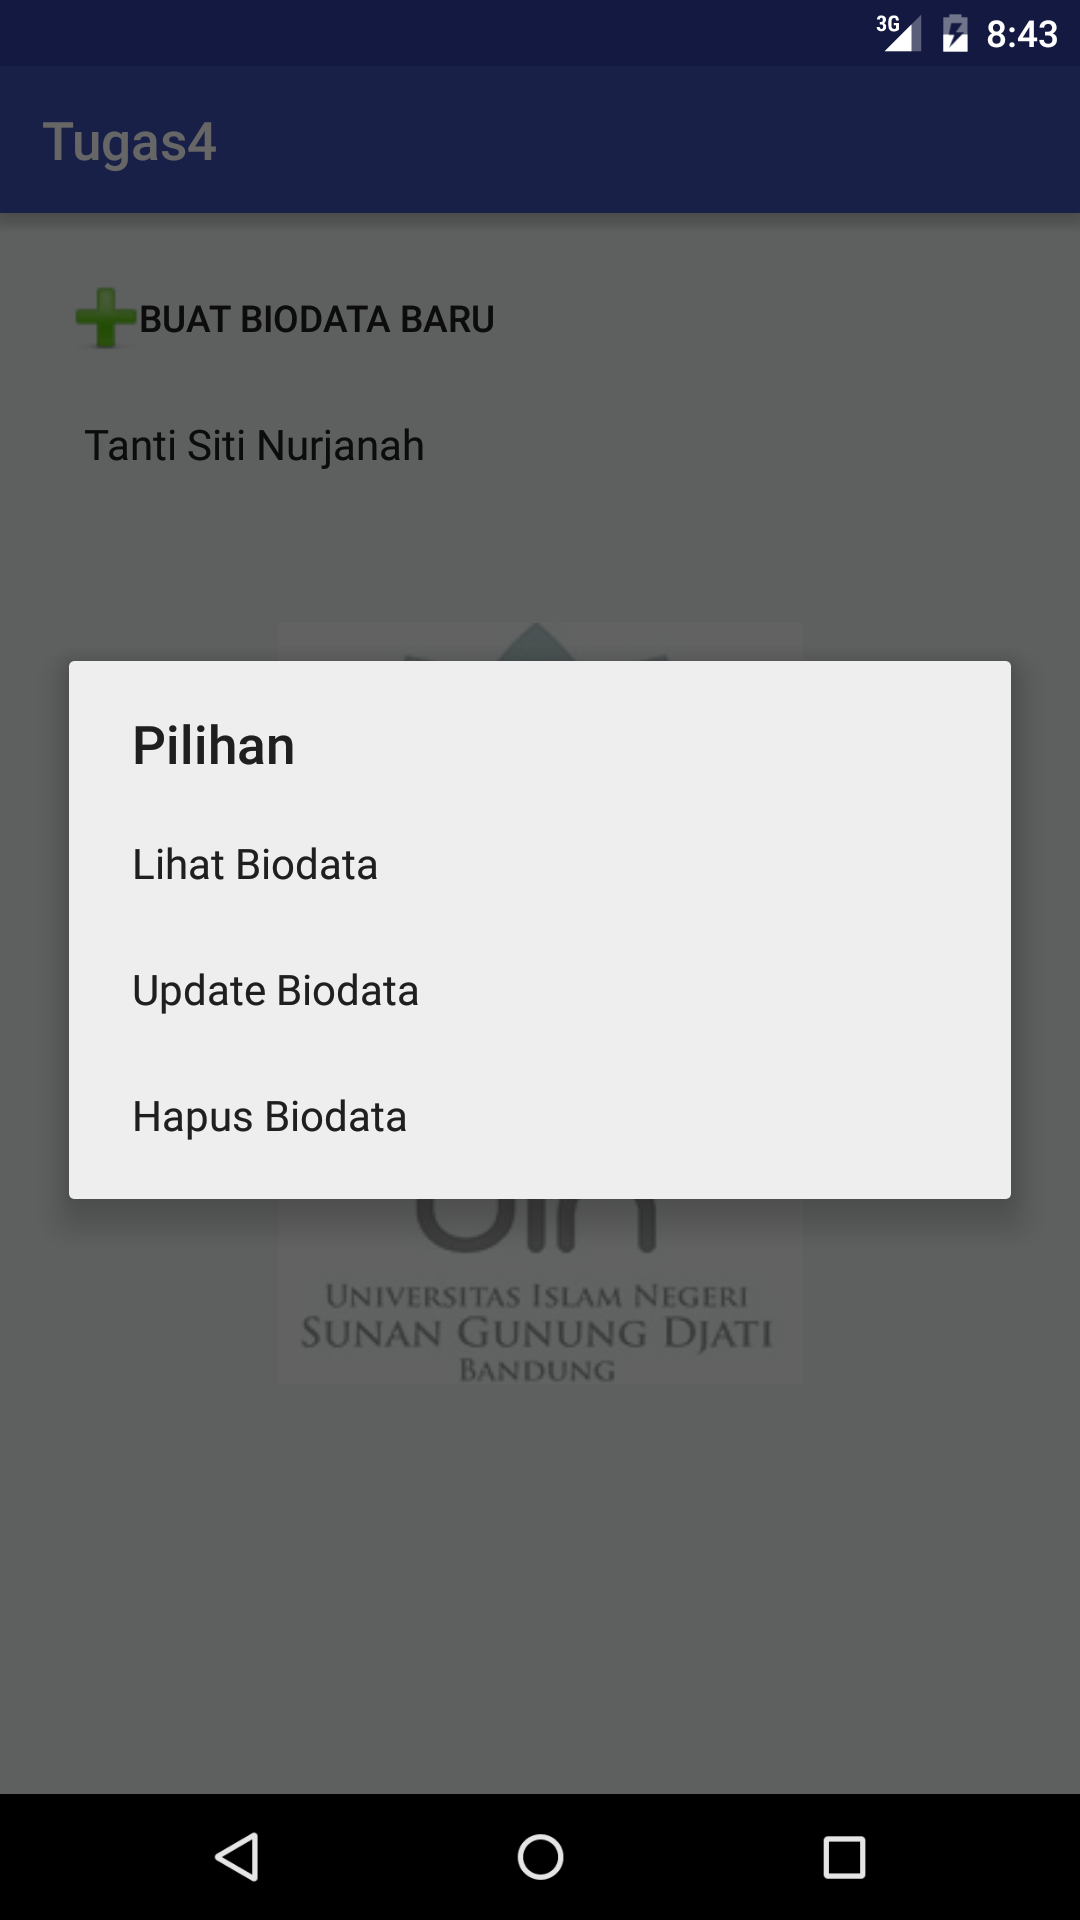 3G 8:43
Tugas4
BUAT BIODATA BARU
Tanti Siti Nurjanah
Pilihan
Lihat Biodata
Update Biodata
Hapus Biodata
UNIVERSITAS ISLAM NEGERI
SUNAN GUNUNG DJATI
BANDUNG